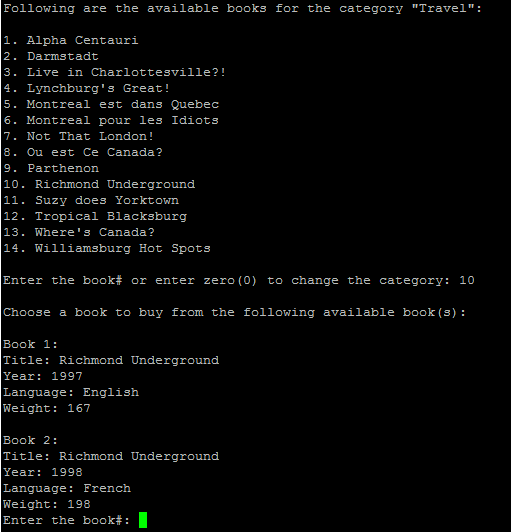 Following are the available books for the category "Travel":
1. Alpha Centauri
2. Darmstadt
3. Live in Charlottesville?!
4. Lynchburg's Great!
5. Montreal est dans Quebec
6. Montreal pour les Idiots
7. Not That London!
8. Ou est Ce Canada?
9. Parthenon
10. Richmond Underground
11. Suzy does Yorktown
12. Tropical Blacksburg
13. Where's Canada?
14. Williamsburg Hot Spots
Enter the book# or enter zero(0) to change the category: 10
Choose a book to buy from the following available book(s):
Book 1:
Title: Richmond Underground
Year: 1997
Language: English
Weight: 167
Book 2:
Title: Richmond Underground
Year: 1998
Language: French
Weight: 198
Enter the book#: